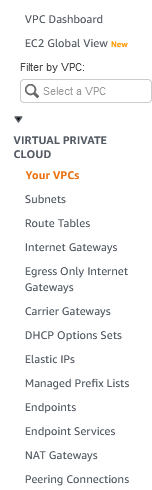 VPC Dashboard
EC2 Global View New
Filter by VPC:
Select a VPC
VIRTUAL PRIVATE
CLOUD
Your VPCs
Subnets
Route Tables
Internet Gateways
Egress Only Internet
Gateways
Carrier Gateways
DHCP Options Sets
Elastic IPs
Managed Prefix Lists
Endpoints
Endpoint Services
NAT Gateways
Peering Connections